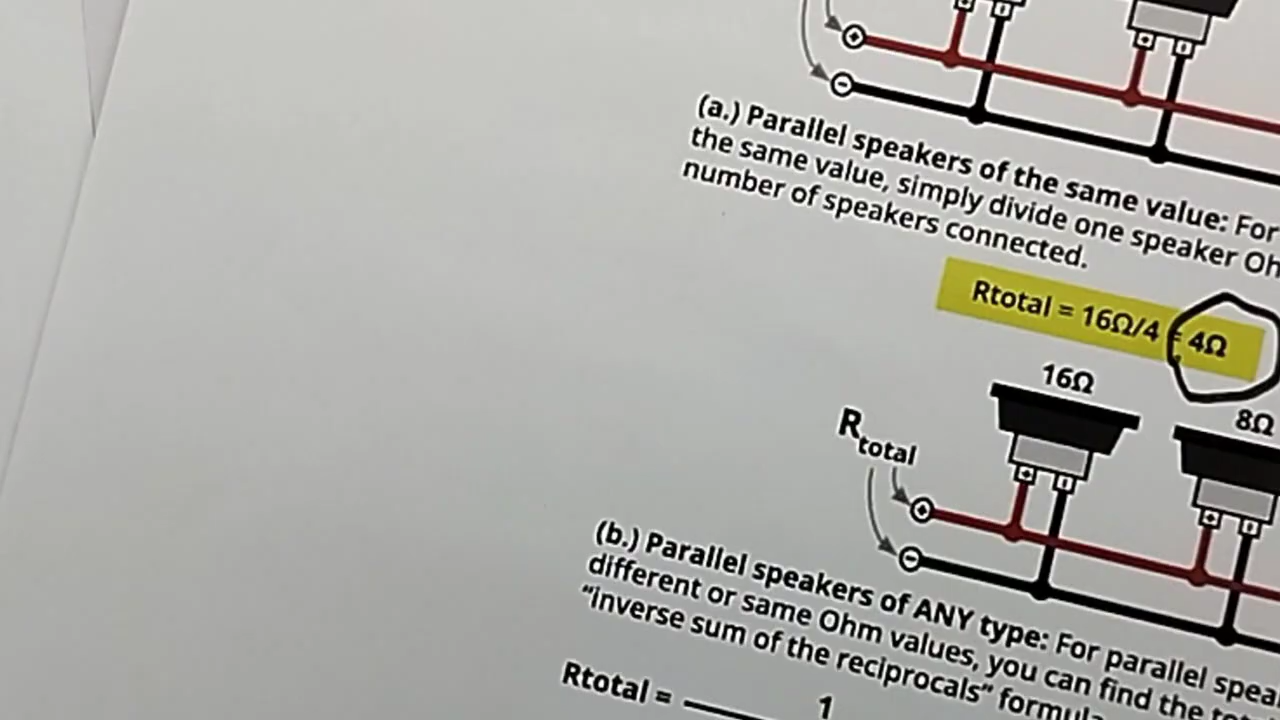 (a.) Parallel speakers of the same value: For
the same value, simply divide one speaker Oh
number of speakers connected.
Rtotal = 16Ω/4 = 4Ω
16Ω
8Ω
Rtotal
(b.) Parallel speakers of ANY type: For parallel spea
different or same Ohm values, you can find the tot
"inverse sum of the reciprocals" formula
Rtotal =
1